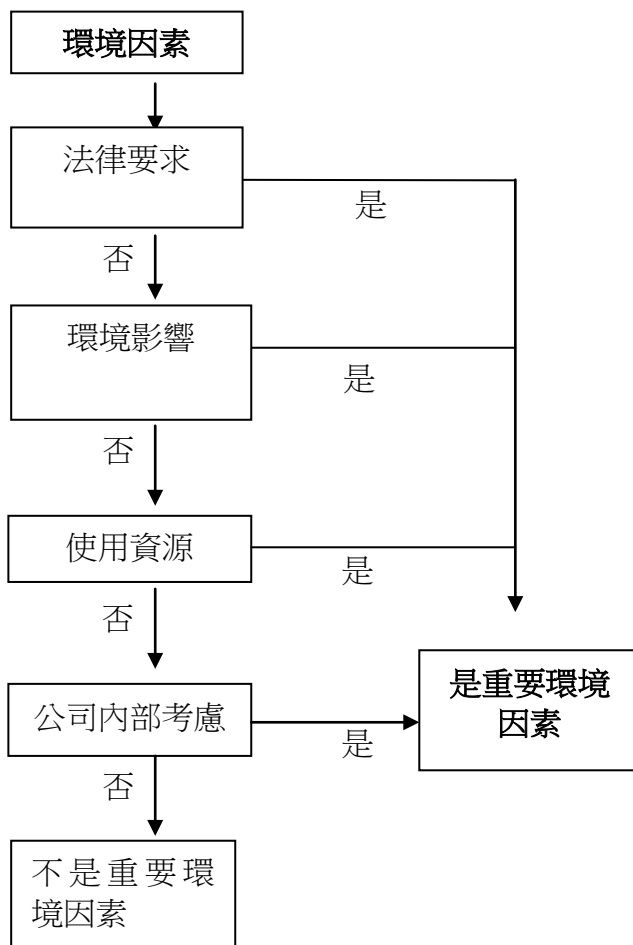 環境因素
法律要求
是
否
環境影響
是
否
使用資源
是
否
是重要環境
因素
公司內部考慮
是
否
不是重要環
境因素